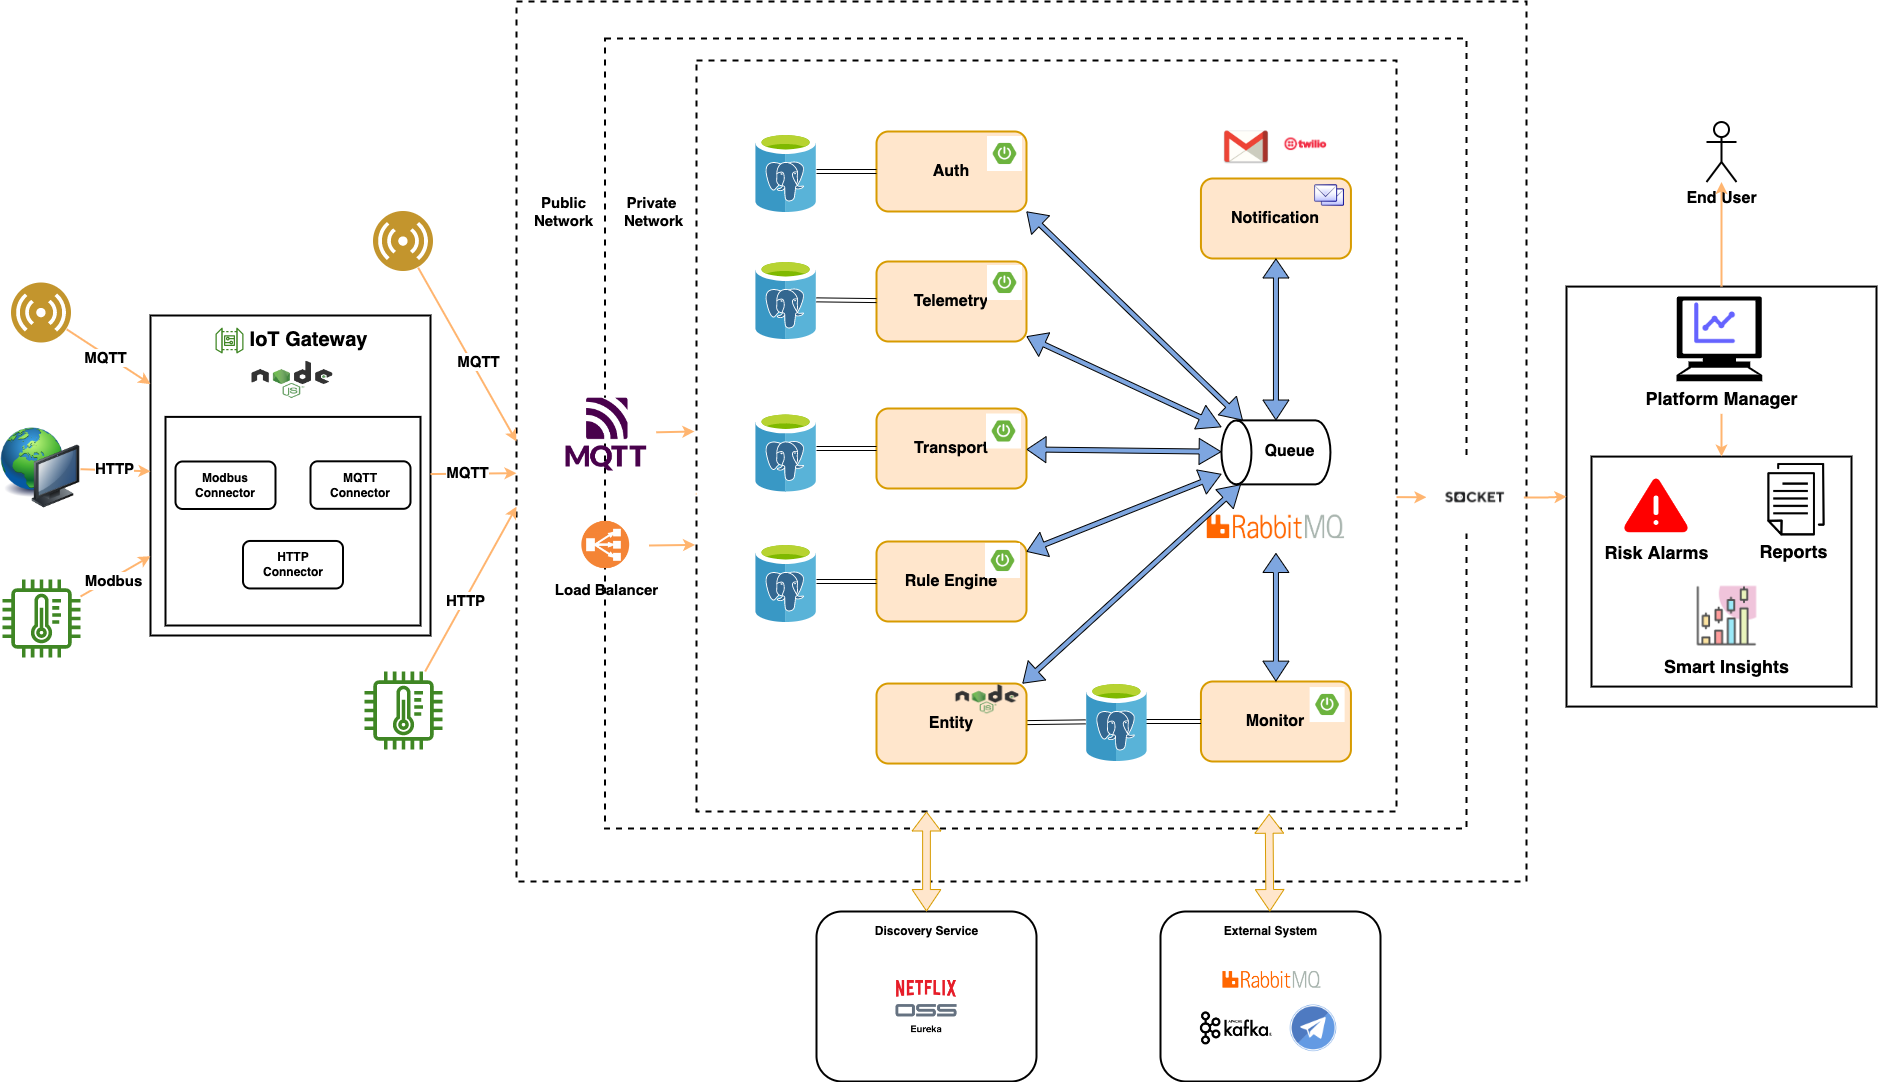 MQTT
HTTP
Modbus
IoT Gateway
node
JS
Modbus
Connector
MQTT
Connector
HTTP
Connector
MQTT
MQTT
HTTP
Public
Network
Private
Network
MQTT
Load Balancer
Auth
Telemetry
Transport
Rule Engine
Entity
node
JS
twilio
Notification
Queue
RabbitMQ
Monitor
SOCKET
End User
Platform Manager
Risk Alarms
Reports
Smart Insights
Discovery Service
NETFLIX
OSS
Eureka
External System
RabbitMQ
APACHE
kafka